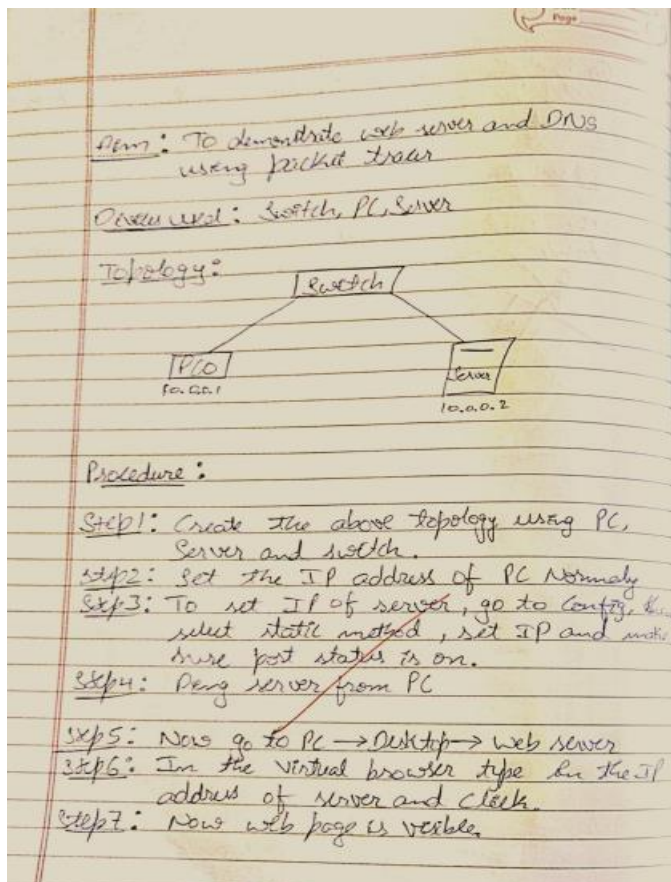 Page
Aim: To demonstrate web server and DNS
using packet tracer
Devices used: Switch, PC, Server
Topology:
Switch
PC0
Server
10.0.0.1
10.0.0.2
Procedure:
Step1: Create the above topology using PC,
Server and switch.
Step2: Set the IP address of PC Normaly
Step3: To set IP of server, go to Config,
select static method, set IP and make
sure port status is on.
Step4: Ping server from PC
Step5: Now go to PC → Desktop → Web server
Step6: In the virtual browser type in the IP
address of server and click.
Step7: Now web page is visible.